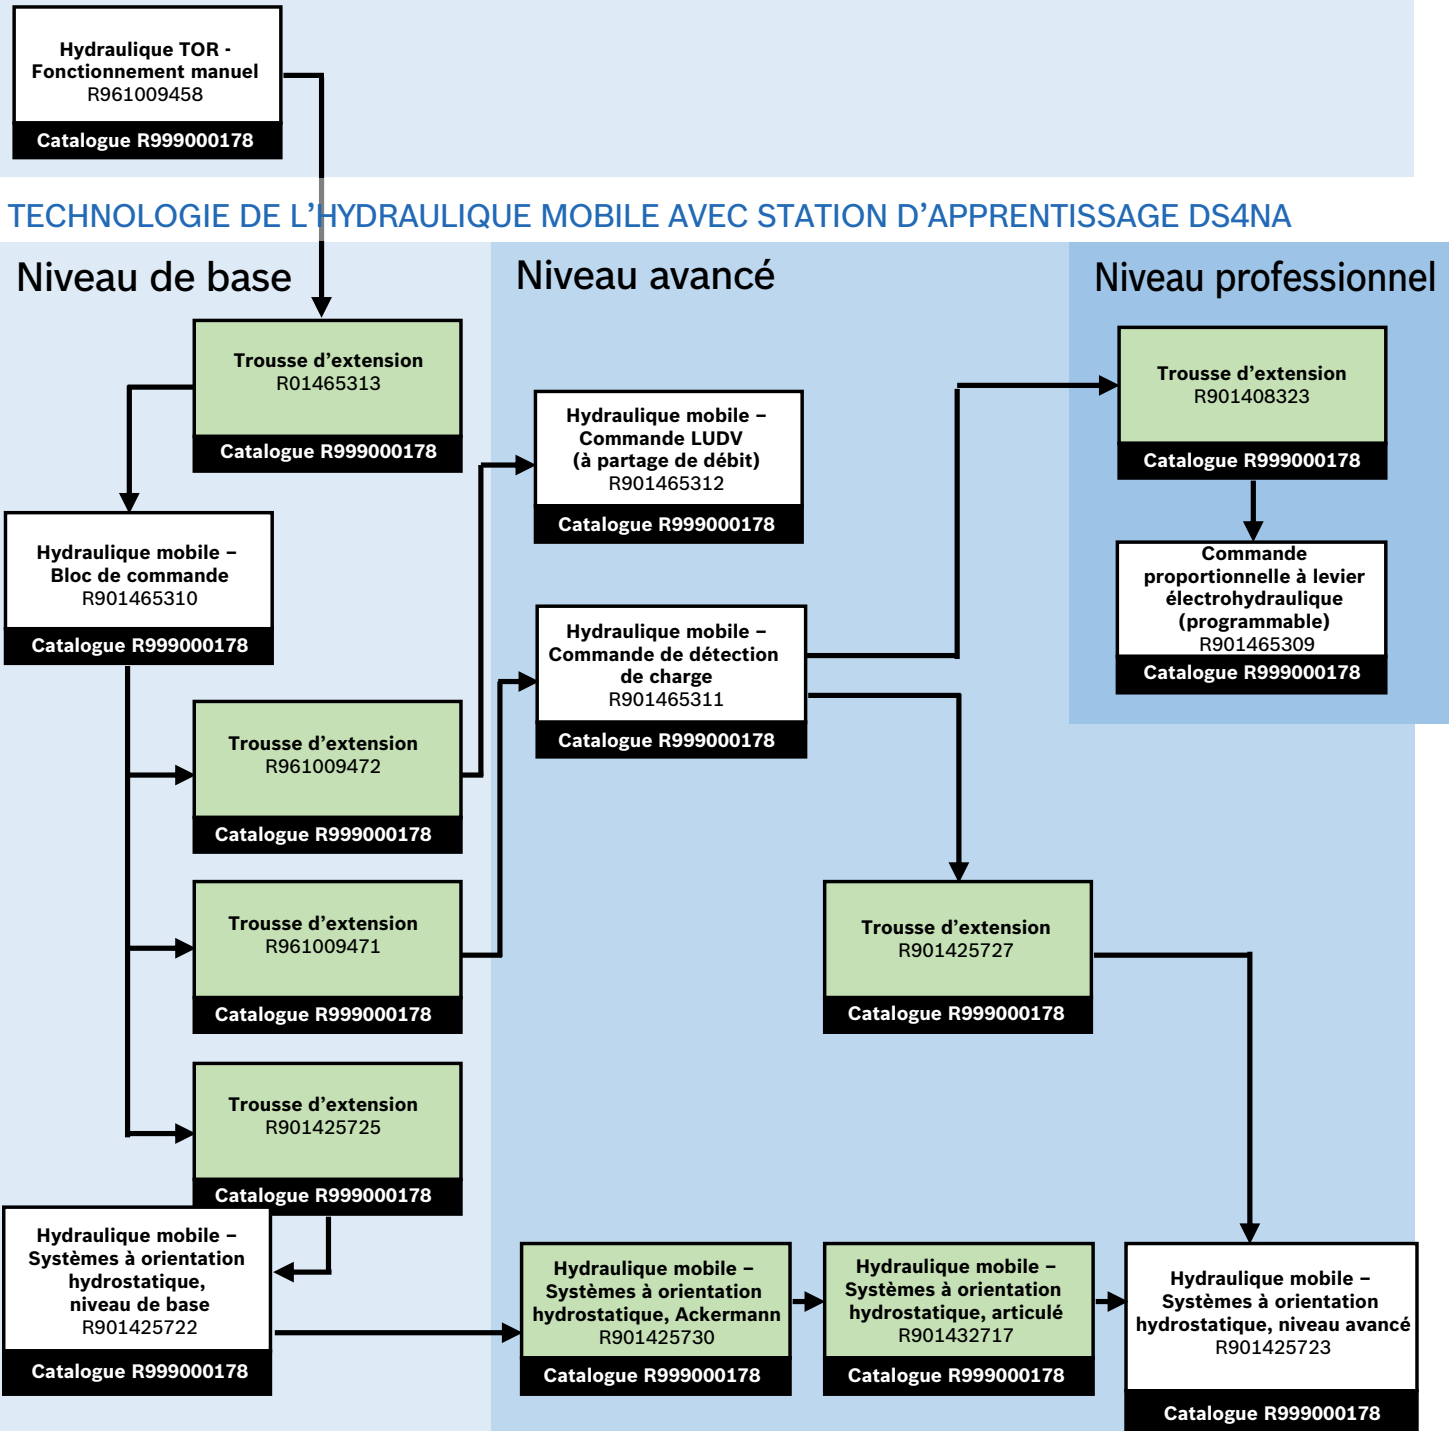 Hydraulique TOR -
Fonctionnement manuel
R961009458
Catalogue R999000178
TECHNOLOGIE DE L'HYDRAULIQUE MOBILE AVEC STATION D'APPRENTISSAGE DS4NA
Niveau de base
Trousse d’extension
R01465313
Catalogue R999000178
Hydraulique mobile –
Bloc de commande
R901465310
Catalogue R999000178
Trousse d’extension
R961009472
Catalogue R999000178
Trousse d’extension
R961009471
Catalogue R999000178
Trousse d’extension
R901425725
Catalogue R999000178
Hydraulique mobile –
Systèmes à orientation
hydrostatique,
niveau de base
R901425722
Catalogue R999000178
Niveau avancé
Hydraulique mobile –
Commande LUDV
(à partage de débit)
R901465312
Catalogue R999000178
Hydraulique mobile –
Commande de détection
de charge
R901465311
Catalogue R999000178
Trousse d’extension
R901425727
Catalogue R999000178
Hydraulique mobile –
Systèmes à orientation
hydrostatique, Ackermann
R901425730
Catalogue R999000178
Hydraulique mobile –
Systèmes à orientation
hydrostatique, articulé
R901432717
Catalogue R999000178
Hydraulique mobile –
Systèmes à orientation
hydrostatique, niveau avancé
R901425723
Catalogue R999000178
Niveau professionnel
Trousse d’extension
R901408323
Catalogue R999000178
Commande
proportionnelle à levier
électrohydraulique
(programmable)
R901465309
Catalogue R999000178